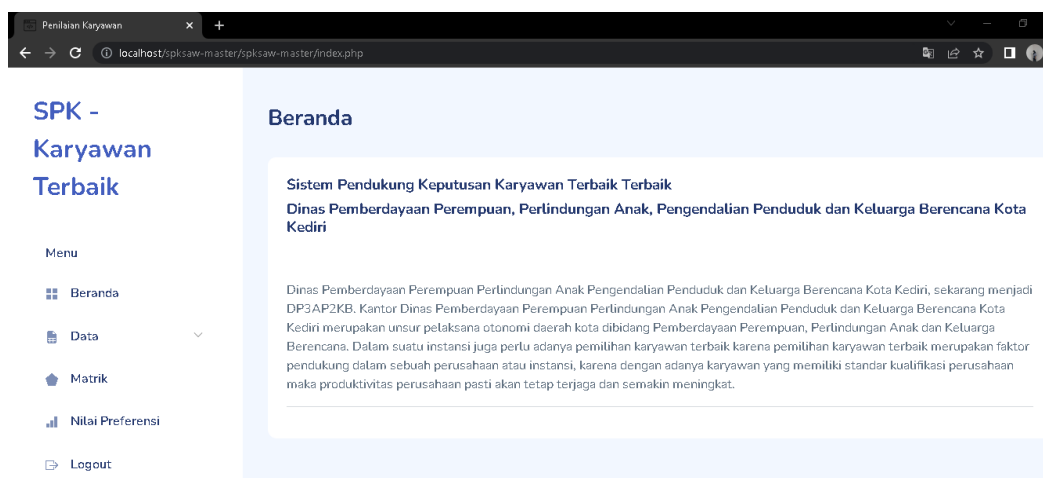 Penilaian Karyawan
localhost/spksaw-master/spksaw-master/index.php
SPK -
Karyawan
Terbaik
Menu
Beranda
Data
Matrik
Nilai Preferensi
Logout
Beranda
Sistem Pendukung Keputusan Karyawan Terbaik Terbaik
Dinas Pemberdayaan Perempuan, Perlindungan Anak, Pengendalian Penduduk dan Keluarga Berencana Kota
Kediri
Dinas Pemberdayaan Perempuan Perlindungan Anak Pengendalian Penduduk dan Keluarga Berencana Kota Kediri, sekarang menjadi
DP3AP2KB. Kantor Dinas Pemberdayaan Perempuan Perlindungan Anak Pengendalian Penduduk dan Keluarga Berencana Kota
Kediri merupakan unsur pelaksana otonomi daerah kota dibidang Pemberdayaan Perempuan, Perlindungan Anak dan Keluarga
Berencana. Dalam suatu instansi juga perlu adanya pemilihan karyawan terbaik karena pemilihan karyawan terbaik merupakan faktor
pendukung dalam sebuah perusahaan atau instansi, karena dengan adanya karyawan yang memiliki standar kualifikasi perusahaan
maka produktivitas perusahaan pasti akan tetap terjaga dan semakin meningkat.